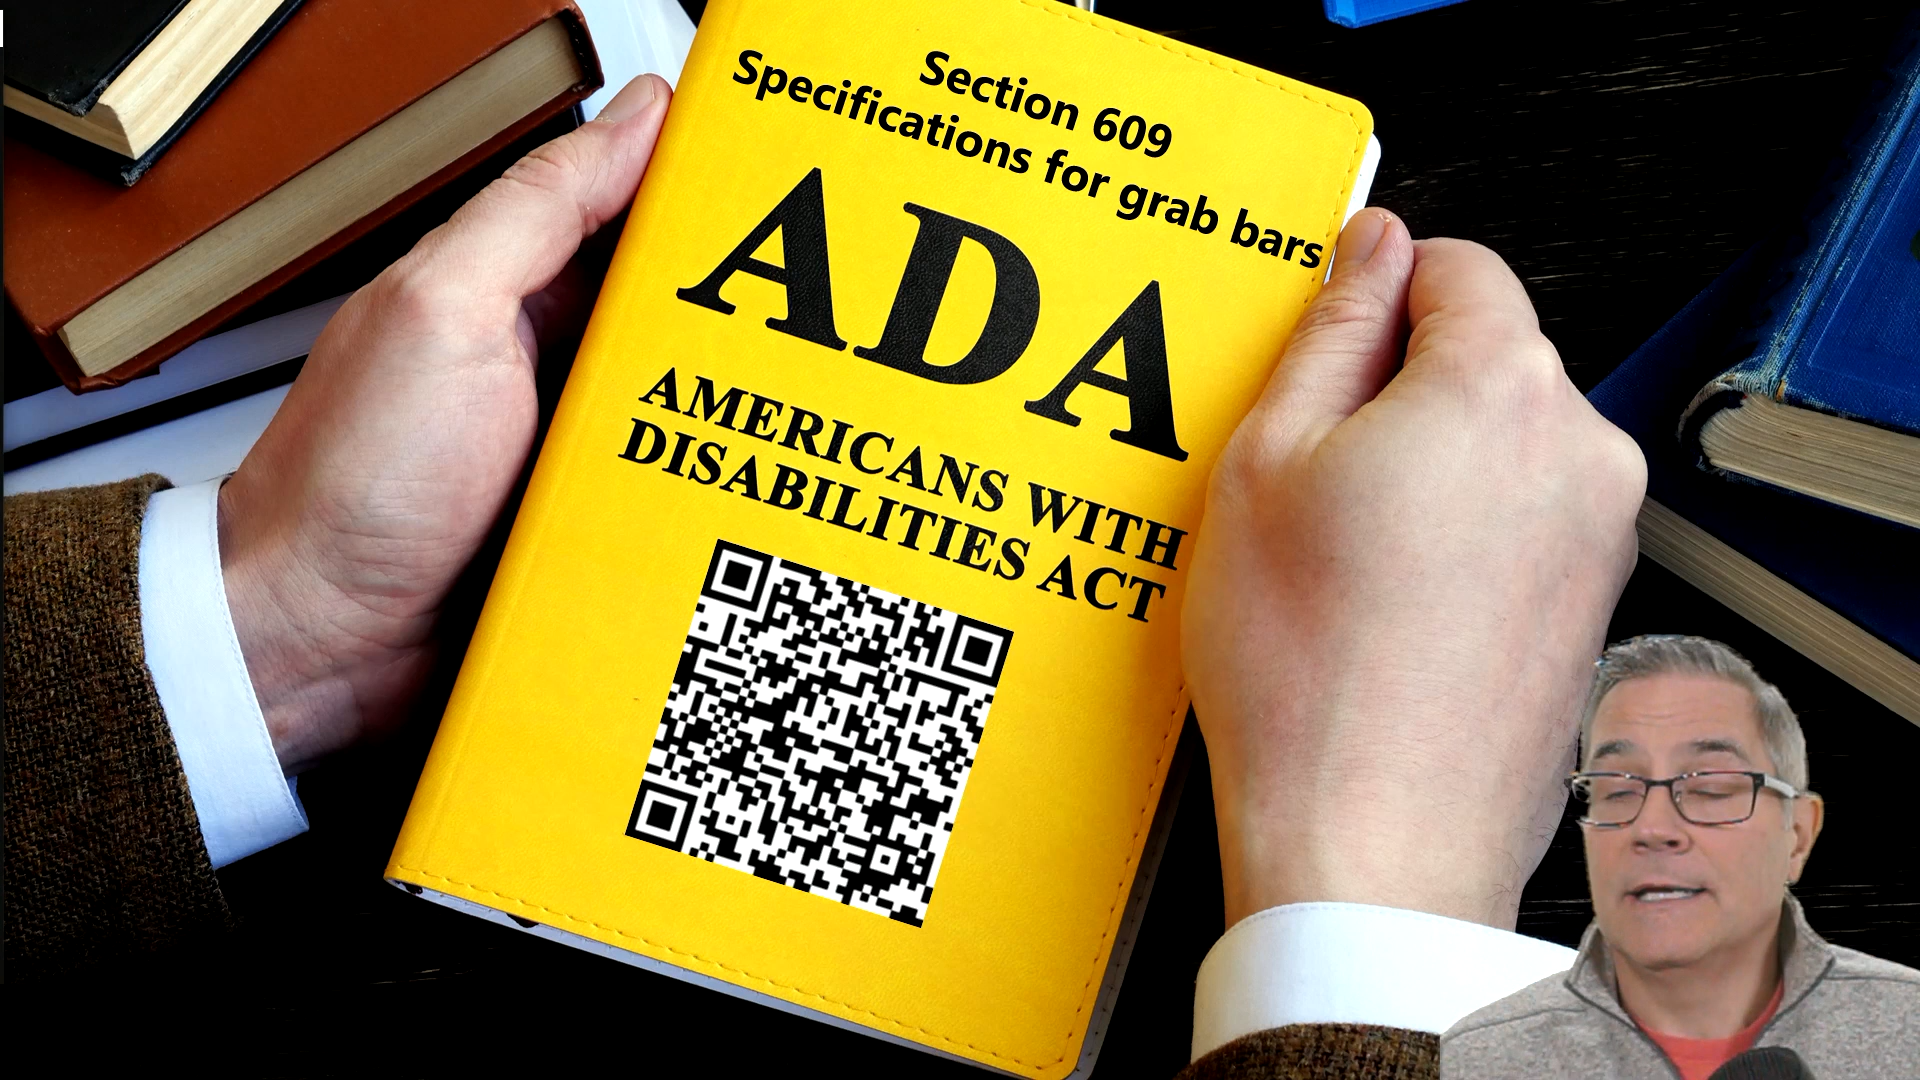 Section 609
Specifications for grab bars
ADA
AMERICANS WITH
DISABILITIES ACT